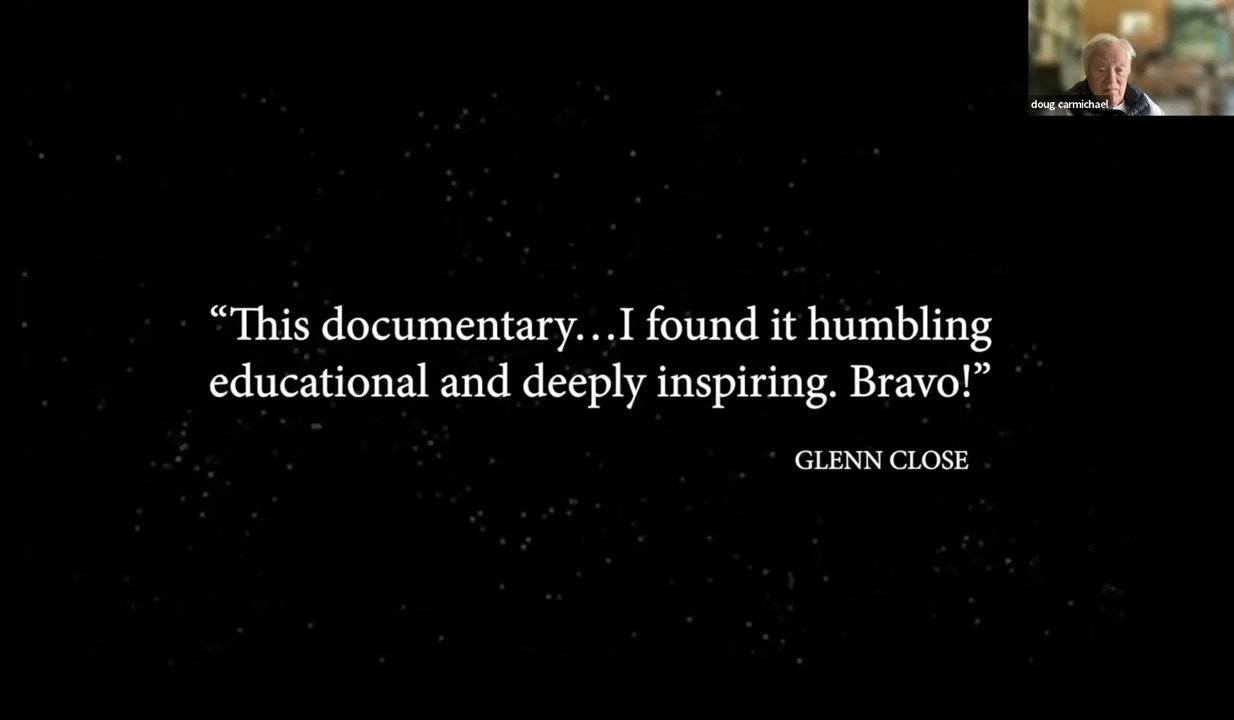 doug carmichael
“This documentary…I found it humbling
educational and deeply inspiring. Bravo!”
GLENN CLOSE